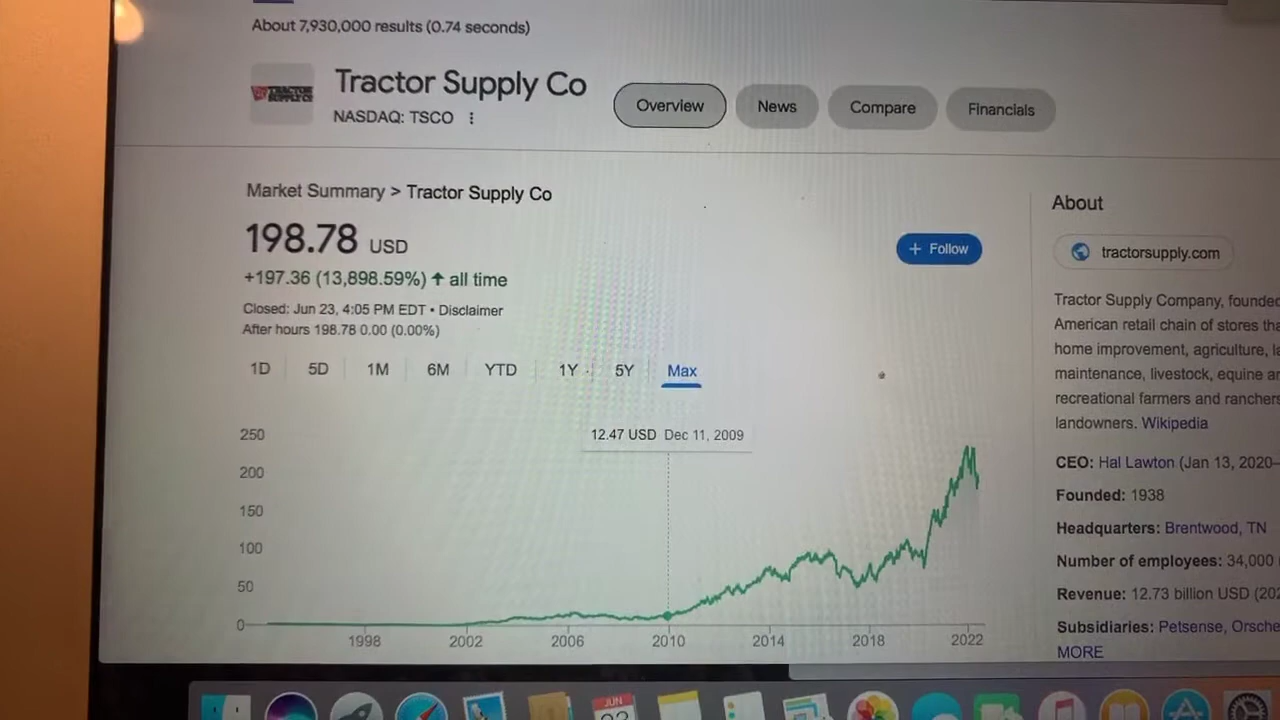 About 7,930,000 results (0.74 seconds)
TRACTOR
SUPPLY CO
Tractor Supply Co
NASDAQ: TSCO
Overview
News
Compare
Financials
Market Summary > Tractor Supply Co
198.78 USD
+ Follow
+197.36 (13,898.59%) ↑ all time
Closed: Jun 23, 4:05 PM EDT • Disclaimer
After hours 198.78 0.00 (0.00%)
1D 5D 1M 6M YTD 1Y 5Y Max
12.47 USD Dec 11, 2009
250
200
150
100
50
0
1998 2002 2006 2010 2014 2018 2022
About
tractorsupply.com
Tractor Supply Company, founded
American retail chain of stores
home improvement, agriculture,
maintenance, livestock, equine
recreational farmers and ranchers
landowners. Wikipedia
CEO: Hal Lawton (Jan 13, 2020–
Founded: 1938
Headquarters: Brentwood, TN
Number of employees: 34,000
Revenue: 12.73 billion USD
Subsidiaries: Petsense,
MORE
JUN